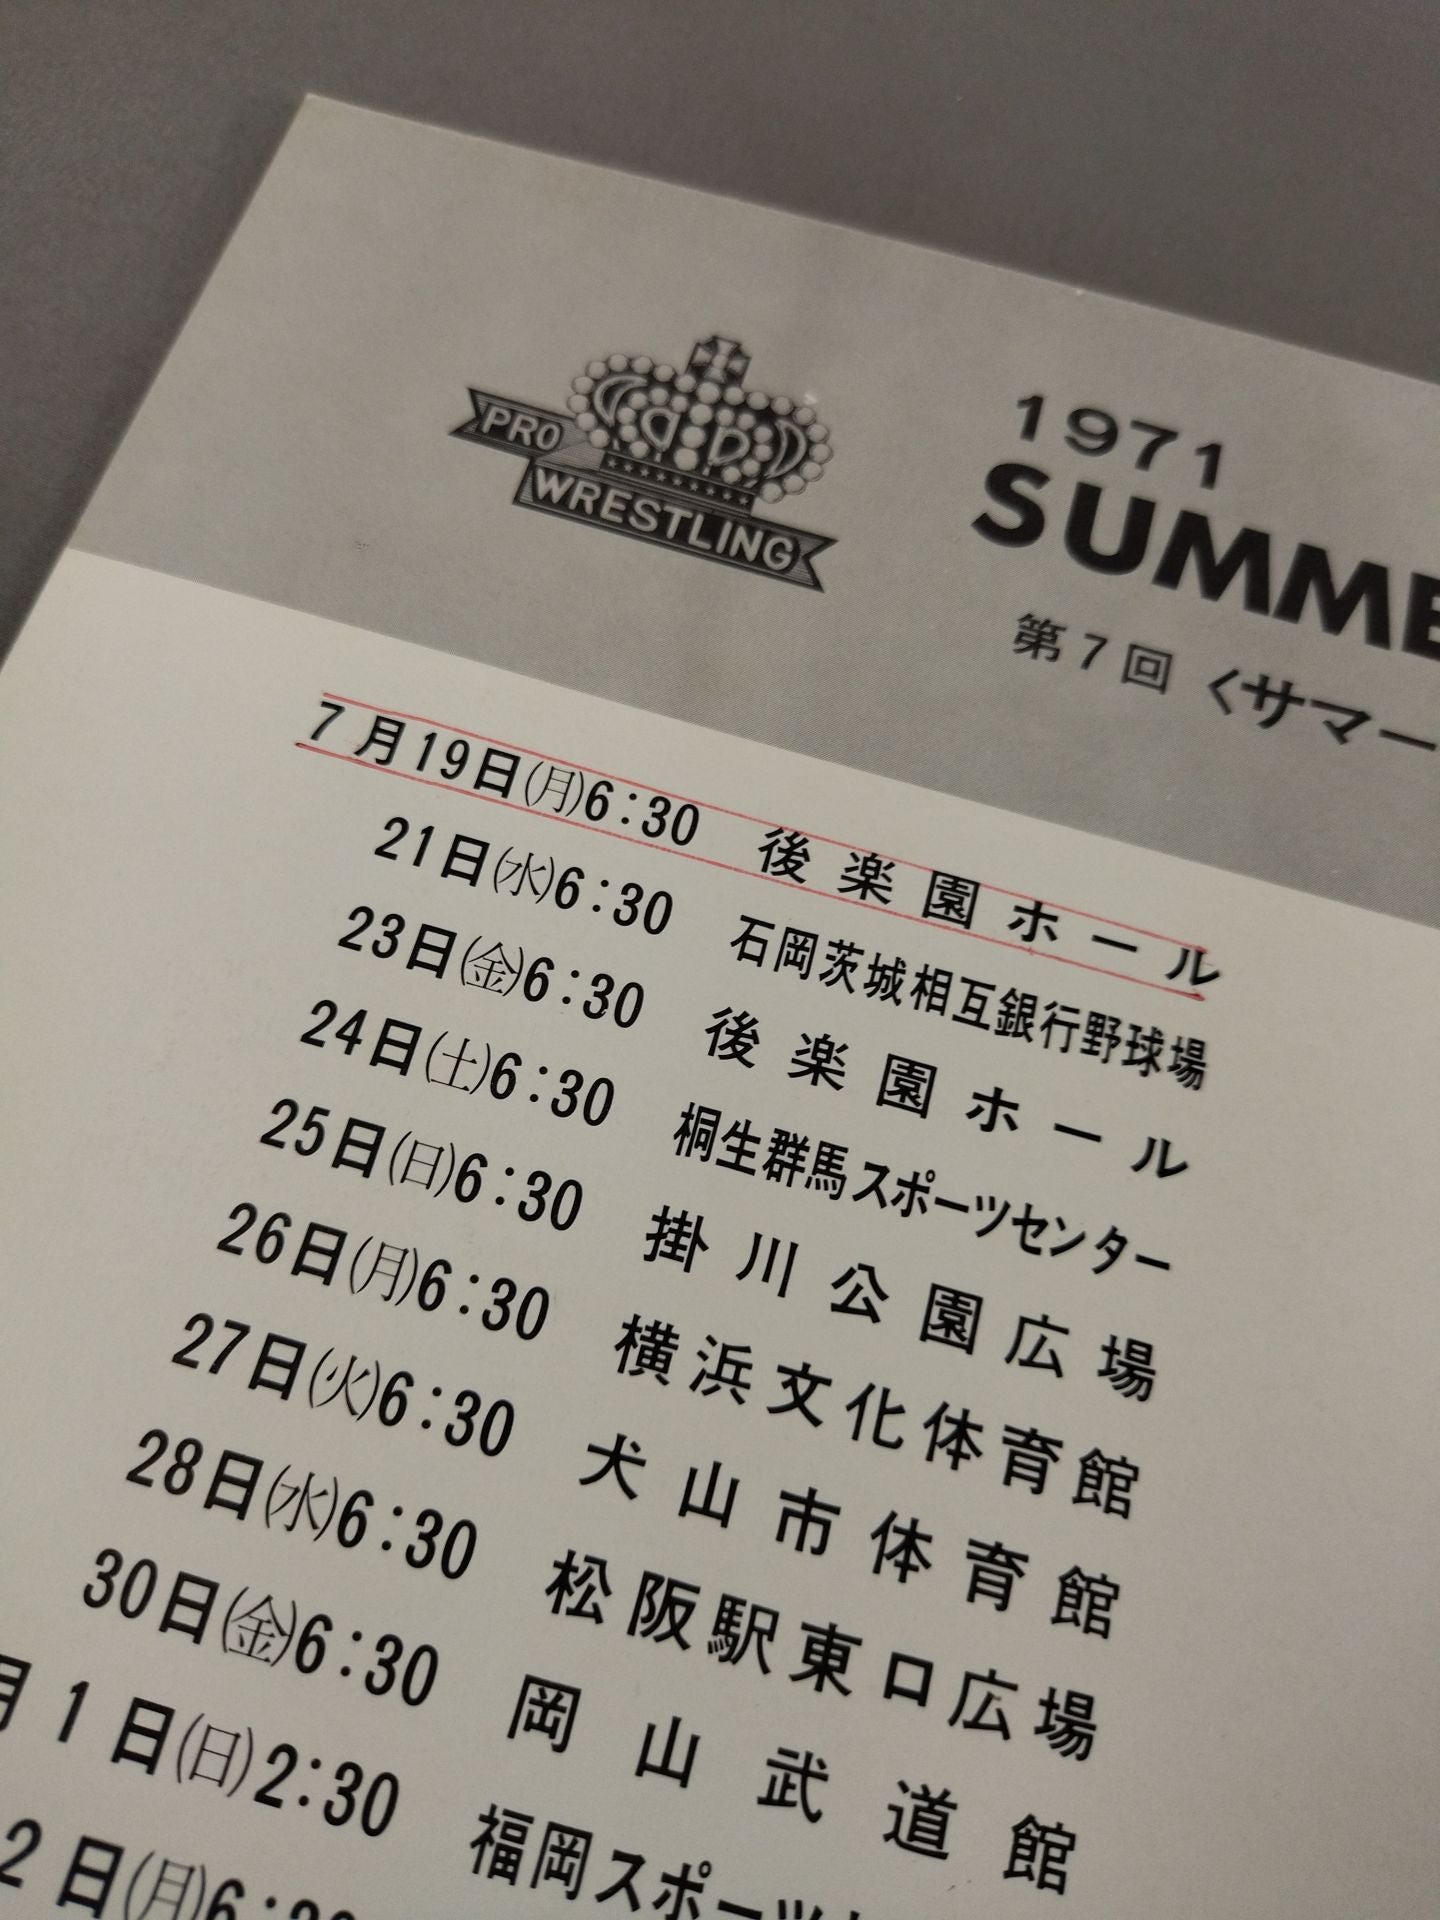 PRO
WRESTLING
1971
SUMME
第7回〈サマー
7月19日(月)6:30 後楽園ホール
21日(水)6:30 石岡茨城相互銀行野球場
23日(金)6:30 後楽園ホール
24日(土)6:30 桐生群馬スポーツセンター
25日(日)6:30 掛川公園広場
26日(月)6:30 横浜文化体育館
27日(火)6:30 犬山市体育館
28日(水)6:30 松阪駅東口広場
30日(金)6:30 岡山武道館
月1日(日)2:30 福岡スポーツ
2日(月)6:30